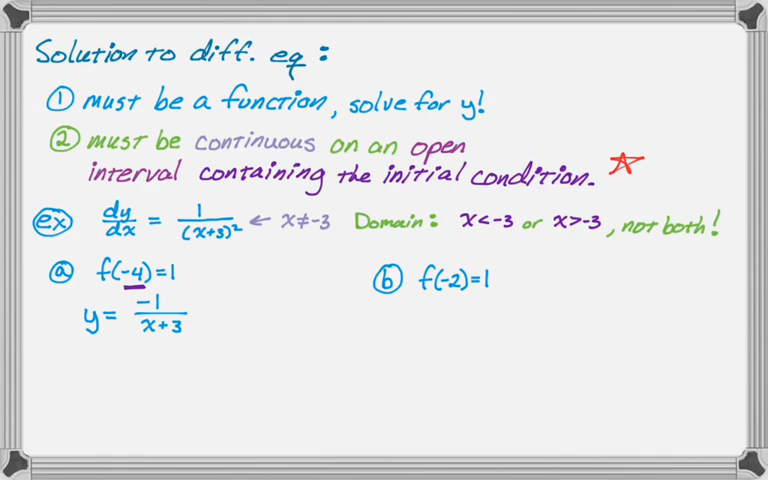 Solution to diff. eq :
① must be a function, solve for y!
② must be continuous on an open
interval containing the initial condition. ☆
ex dy/dx = 1/(x+3)² ← x≠-3 Domain: x<-3 or x>-3, not both!
ⓐ f(-4)=1
ⓑ f(-2)=1
y= -1/x+3